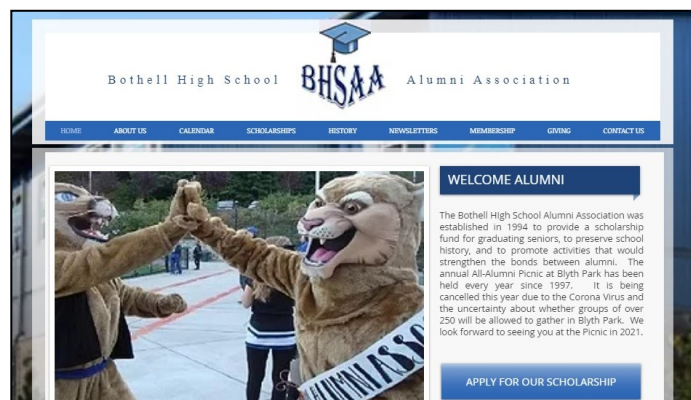 Bothell High School BHSAA Alumni Association
HOME ABOUT US CALENDAR SCHOLARSHIPS HISTORY NEWSLETTERS MEMBERSHIP GIVING CONTACT US
WELCOME ALUMNI
The Bothell High School Alumni Association was
established in 1994 to provide a scholarship
fund for graduating seniors, to preserve school
history, and to promote activities that would
strengthen the bonds between alumni. The
annual All-Alumni Picnic at Blyth Park has been
held every year since 1997. It is being
cancelled this year due to the Corona Virus and
the uncertainty about whether groups of over
250 will be allowed to gather in Blyth Park. We
look forward to seeing you at the Picnic in 2021.
ALUMNI ASSO
APPLY FOR OUR SCHOLARSHIP